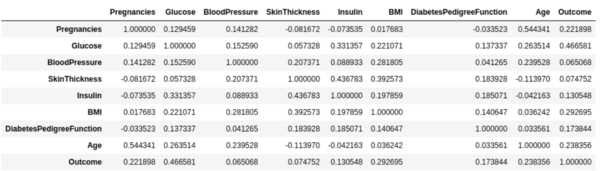 Pregnancies Glucose BloodPressure SkinThickness Insulin BMI DiabetesPedigreeFunction Age Outcome
Pregnancies 1.000000 0.129459 0.141282 -0.081672 -0.073535 0.017683 -0.033523 0.544341 0.221898
Glucose 0.129459 1.000000 0.152590 0.057328 0.331357 0.221071 0.137337 0.263514 0.466581
BloodPressure 0.141282 0.152590 1.000000 0.207371 0.088933 0.281805 0.041265 0.239528 0.065068
SkinThickness -0.081672 0.057328 0.207371 1.000000 0.436783 0.392573 0.183928 -0.113970 0.074752
Insulin -0.073535 0.331357 0.088933 0.436783 1.000000 0.197859 0.185071 -0.042163 0.130548
BMI 0.017683 0.221071 0.281805 0.392573 0.197859 1.000000 0.140647 0.036242 0.292695
DiabetesPedigreeFunction -0.033523 0.137337 0.041265 0.183928 0.185071 0.140647 1.000000 0.033561 0.173844
Age 0.544341 0.263514 0.239528 -0.113970 -0.042163 0.036242 0.033561 1.000000 0.238356
Outcome 0.221898 0.466581 0.065068 0.074752 0.130548 0.292695 0.173844 0.238356 1.000000